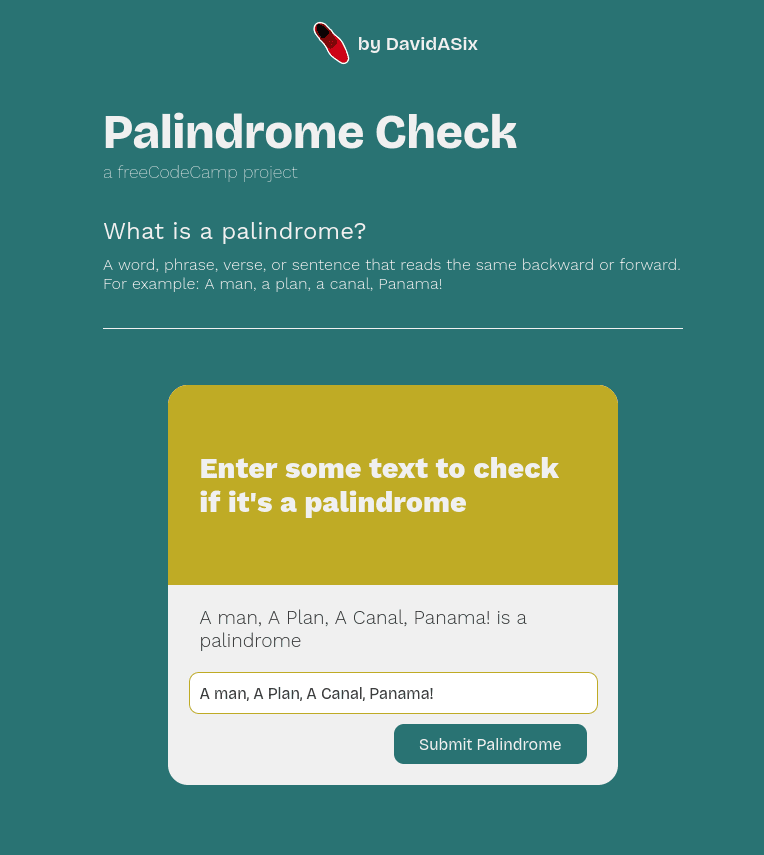 by DavidASix
Palindrome Check
a freeCodeCamp project
What is a palindrome?
A word, phrase, verse, or sentence that reads the same backward or forward.
For example: A man, a plan, a canal, Panama!
Enter some text to check
if it's a palindrome
A man, A Plan, A Canal, Panama! is a
palindrome
A man, A Plan, A Canal, Panama!
Submit Palindrome